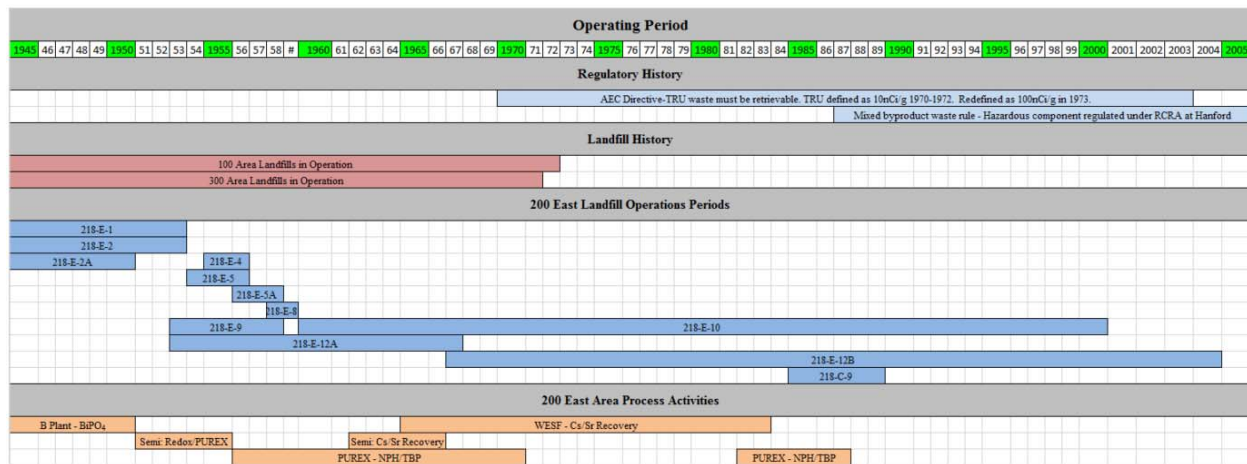 Operating Period
1945 46 47 48 49 1950 51 52 53 54 1955 56 57 58 # 1960 61 62 63 64 1965 66 67 68 69 1970 71 72 73 74 1975 76 77 78 79 1980 81 82 83 84 1985 86 87 88 89 1990 91 92 93 94 1995 96 97 98 99 2000 2001 2002 2003 2004 2005
Regulatory History
AEC Directive-TRU waste must be retrievable. TRU defined as 10nCi/g 1970-1972. Redefined as 100nCi/g in 1973.
Mixed byproduct waste rule - Hazardous component regulated under RCRA at Hanford
Landfill History
100 Area Landfills in Operation
300 Area Landfills in Operation
200 East Landfill Operations Periods
218-E-1
218-E-2
218-E-2A 218-E-4
218-E-5
218-E-5A
218-E-8
218-E-9 218-E-10
218-E-12A
218-E-12B
218-C-9
200 East Area Process Activities
B Plant - BiPO₄ WESF - Cs/Sr Recovery
Semi: Redox/PUREX Semi: Cs/Sr Recovery
PUREX - NPH/TBP PUREX - NPH/TBP